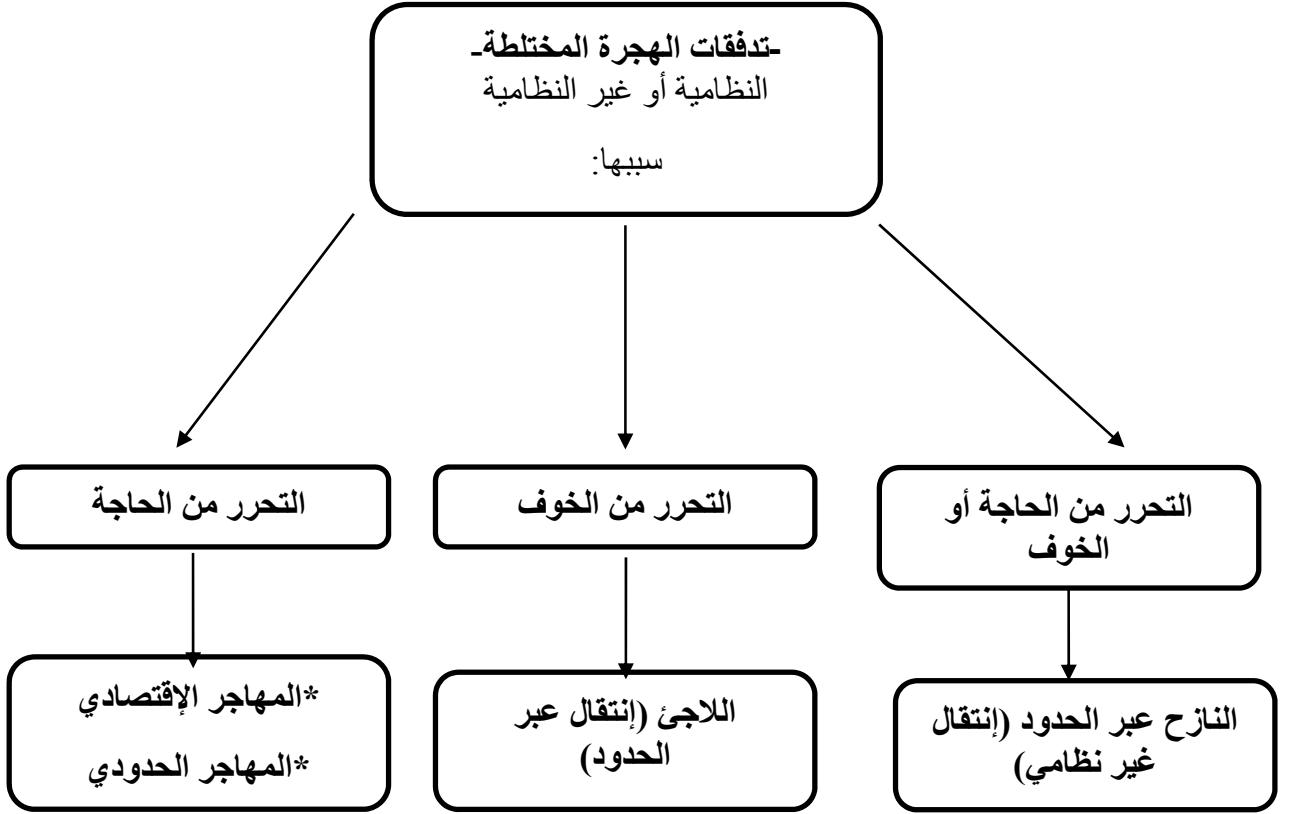 -تدفقات الهجرة المختلطة-
النظامية أو غير النظامية
سببها:
التحرر من الحاجة أو
الخوف
التحرر من الخوف
التحرر من الحاجة
النازح عبر الحدود (إنتقال
غير نظامي)
اللاجئ (إنتقال عبر
الحدود)
*المهاجر الإقتصادي
*المهاجر الحدودي